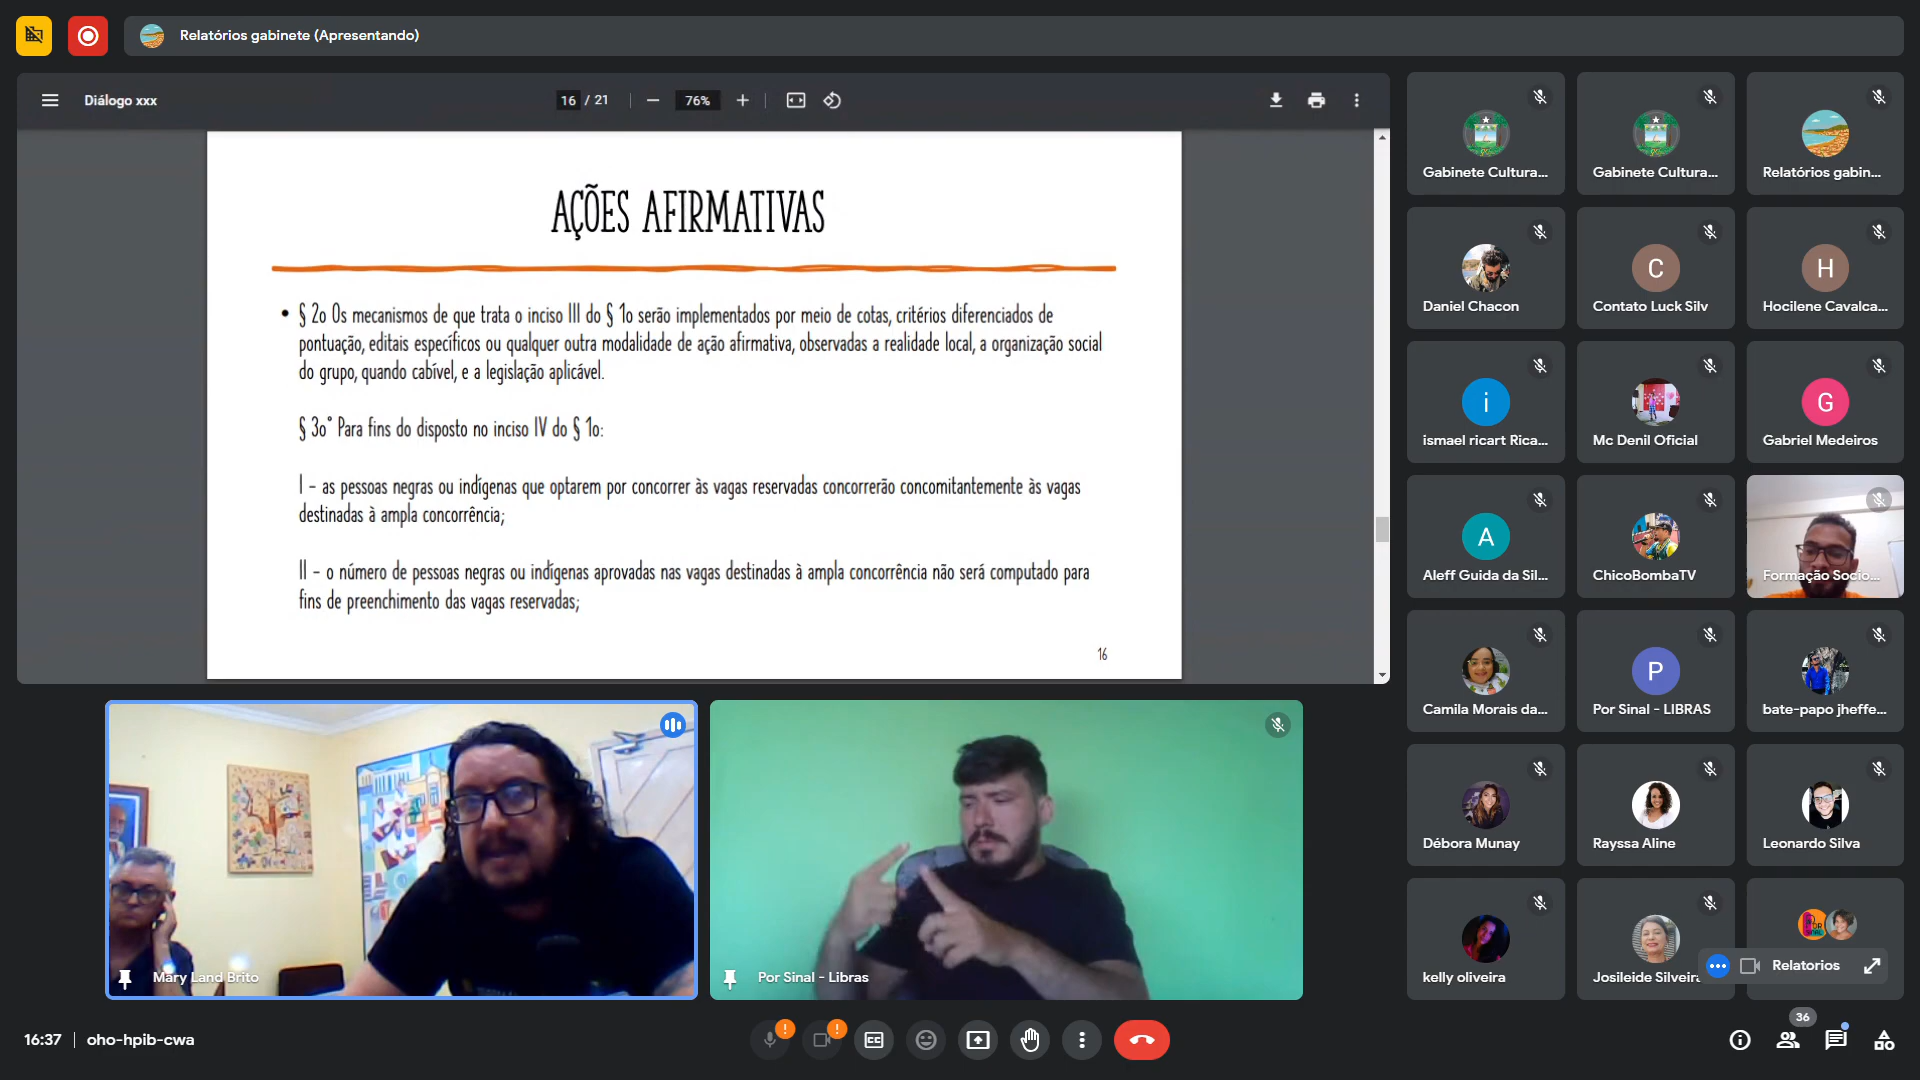 Relatórios gabinete (Apresentando)
Diálogo xxx
16 / 21
76%
AÇÕES AFIRMATIVAS
• § 2o Os mecanismos de que trata o inciso III do § 1o serão implementados por meio de cotas, critérios diferenciados de
pontuação, editais específicos ou qualquer outra modalidade de ação afirmativa, observadas a realidade local, a organização social
do grupo, quando cabível, e a legislação aplicável.
§ 3o° Para fins do disposto no inciso IV do § 1o:
I – as pessoas negras ou indígenas que optarem por concorrer às vagas reservadas concorrerão concomitantemente às vagas
destinadas à ampla concorrência;
II – o número de pessoas negras ou indígenas aprovadas nas vagas destinadas à ampla concorrência não será computado para
fins de preenchimento das vagas reservadas;
16
Mary Land Brito
Por Sinal - Libras
Gabinete Cultura...
Gabinete Cultura...
Relatórios gabin...
Daniel Chacon
C
Contato Luck Silv
H
Hocilene Cavalca...
i
ismael ricart Rica...
Mc Denil Oficial
G
Gabriel Medeiros
A
Aleff Guida da Sil...
ChicoBombaTV
Formação Socio...
Camila Morais da...
P
Por Sinal - LIBRAS
bate-papo jheffe...
Débora Munay
Rayssa Aline
Leonardo Silva
kelly oliveira
Josileide Silveira
Relatorios
16:37 | oho-hpib-cwa
CC
36